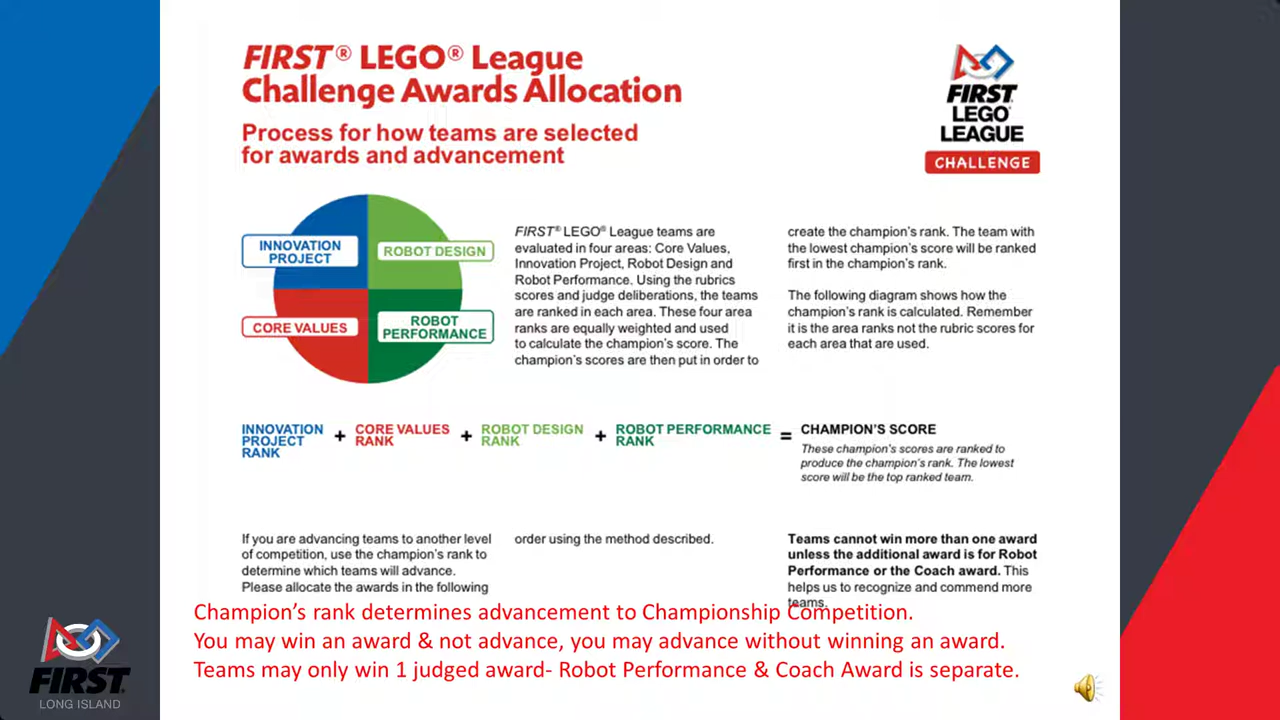 FIRST® LEGO® League
Challenge Awards Allocation
Process for how teams are selected
for awards and advancement
FIRST
LEGO
LEAGUE
CHALLENGE
INNOVATION
PROJECT
ROBOT DESIGN
CORE VALUES
ROBOT
PERFORMANCE
FIRST® LEGO® League teams are
evaluated in four areas: Core Values,
Innovation Project, Robot Design and
Robot Performance. Using the rubrics
scores and judge deliberations, the teams
are ranked in each area. These four area
ranks are equally weighted and used
to calculate the champion's score. The
champion's scores are then put in order to
create the champion's rank. The team with
the lowest champion's score will be ranked
first in the champion's rank.
The following diagram shows how the
champion's rank is calculated. Remember
it is the area ranks not the rubric scores for
each area that are used.
INNOVATION
PROJECT
RANK
+
CORE VALUES
RANK
+
ROBOT DESIGN
RANK
+
ROBOT PERFORMANCE
RANK
=
CHAMPION'S SCORE
These champion's scores are ranked to
produce the champion's rank. The lowest
score will be the top ranked team.
If you are advancing teams to another level
of competition, use the champion's rank to
determine which teams will advance.
Please allocate the awards in the following
order using the method described.
Teams cannot win more than one award
unless the additional award is for Robot
Performance or the Coach award. This
helps us to recognize and commend more
teams.
Champion's rank determines advancement to Championship Competition.
You may win an award & not advance, you may advance without winning an award.
Teams may only win 1 judged award- Robot Performance & Coach Award is separate.
FIRST
LONG ISLAND